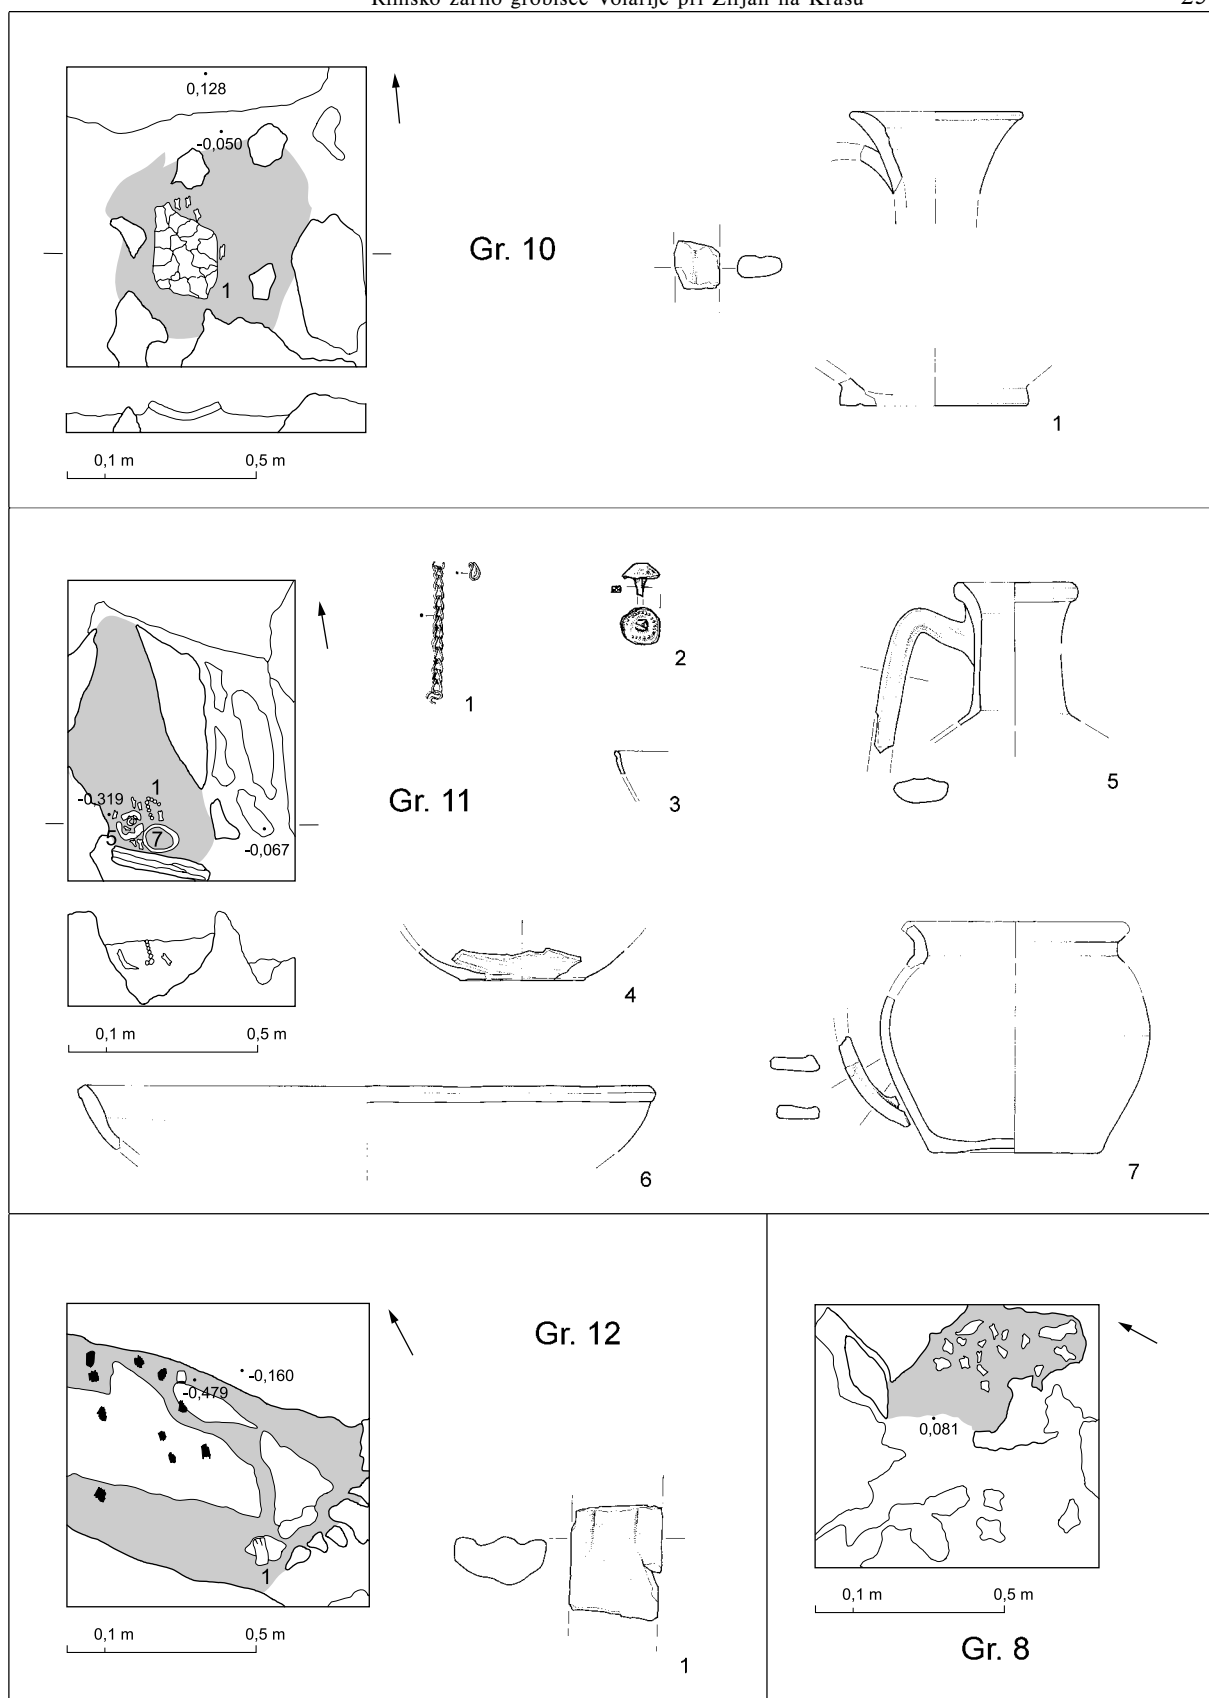 Rimsko žarno grobišče Volarije pri Žirjah na Krasu
0,128
-0,050
1
Gr. 10
1
0,1 m 0,5 m
1
2
-0,319
1
5
7
-0,067
Gr. 11
3
5
4
0,1 m 0,5 m
6
7
Gr. 12
-0,160
-0,479
1
0,1 m 0,5 m
1
0,081
0,1 m 0,5 m
Gr. 8